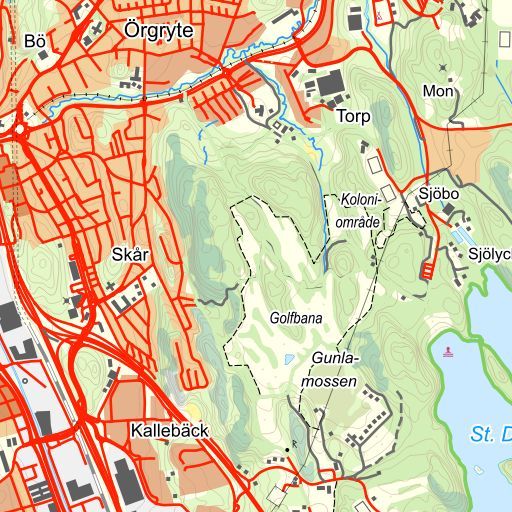 Örgryte
Bö
Mon
Torp
Koloni-
område
Sjöbo
Skår
Sjölyc
Golfbana
Gunla-
mossen
Kallebäck
St. D